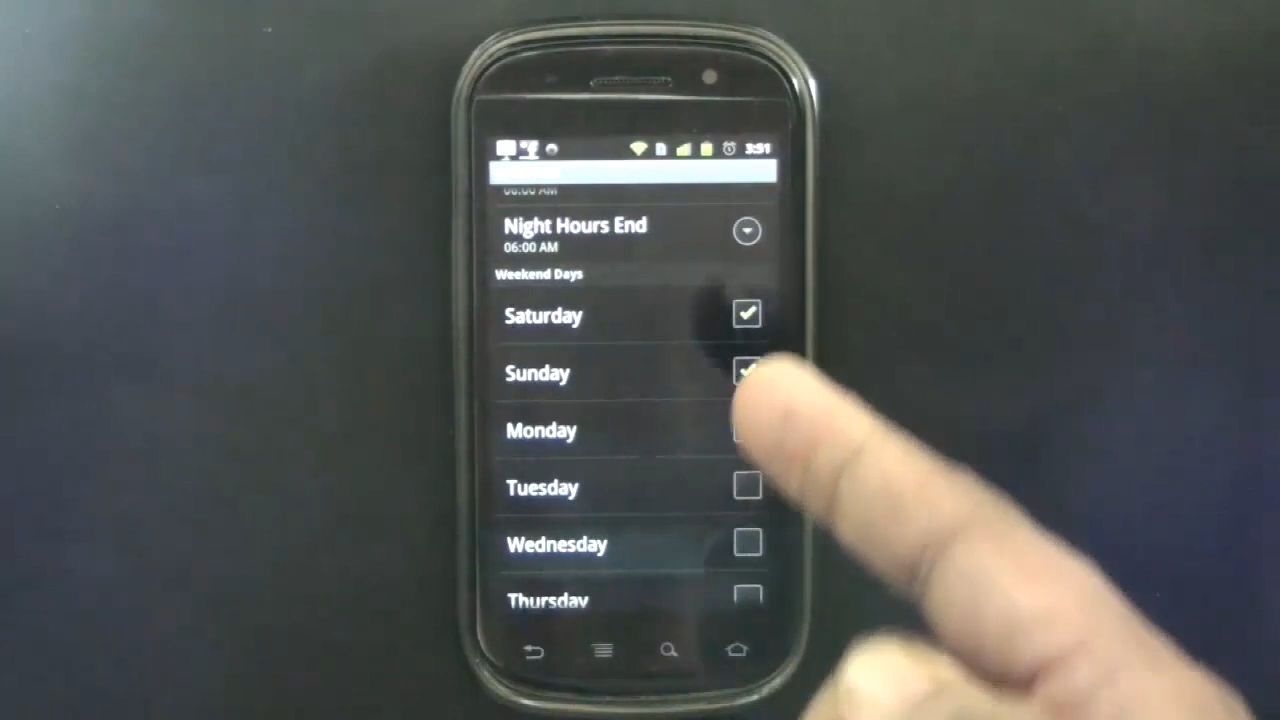 3:51
06:00 AM
Night Hours End
06:00 AM
Weekend Days
Saturday
Sunday
Monday
Tuesday
Wednesday
Thursday